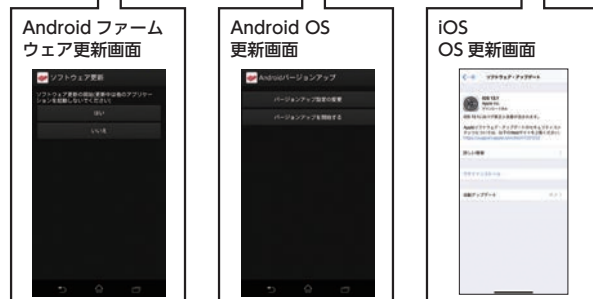 Android ファーム
ウェア更新画面
ソフトウェア更新
ソフトウェア更新の開始(更新中は他のアプリケー
ションを起動しないでください)
はい
いいえ
Android OS
更新画面
Androidバージョンアップ
バージョンアップ設定の変更
バージョンアップを開始する
iOS
OS 更新画面
ソフトウェア・アップデート
詳しい情報
自動アップデート